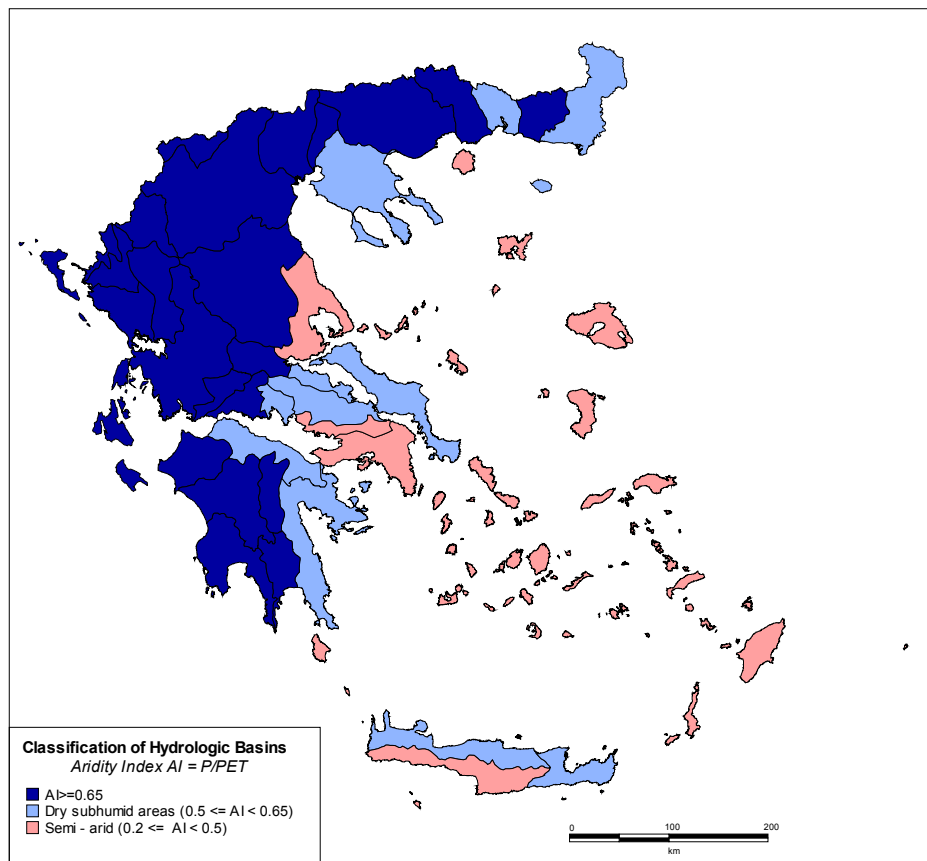 Classification of Hydrologic Basins
Aridity Index AI = P/PET
AI>=0.65
Dry subhumid areas (0.5 <= AI < 0.65)
Semi - arid (0.2 <= AI < 0.5)
0 100 200
km